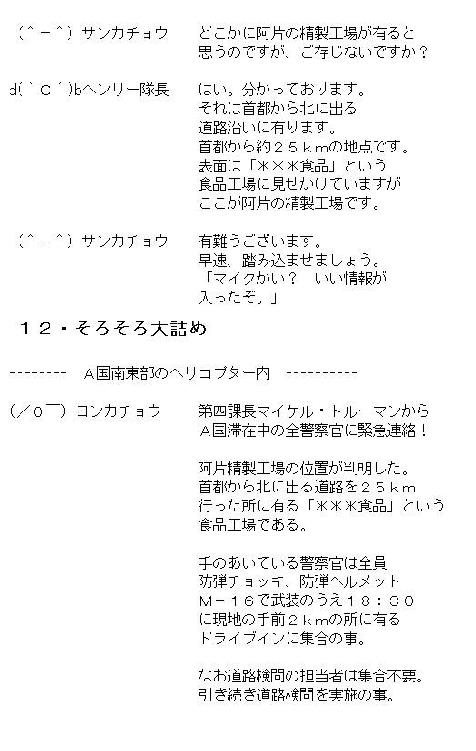 (＾－＾) サンカチョウ　どこかに阿片の精製工場が有ると
思うのですが、ご存じないですか？
d(´Ｃ´)bヘンリー隊長　はい。分かっております。
それは首都から北に出る
道路沿いに有ります。
首都から約２５ｋｍの地点です。
表面は「＊×＊食品」という
食品工場に見せかけていますが
ここが阿片の精製工場です。
(＾－＾) サンカチョウ　有難うございます。
早速、踏み込ませましょう。
「マイクかい？　いい情報が
入ったぞ。」
１２・そろそろ大詰め
--------　Ａ国南東部のヘリコプター内　----------
(／０￣) コンカチョウ　第四課長マイケル・トルーマンから
Ａ国滞在中の全警察官に緊急連絡！
阿片精製工場の位置が判明した。
首都から北に出る道路を２５ｋｍ
行った所に有る「＊＊＊食品」という
食品工場である。
手のあいている警察官は全員
防弾チョッキ、防弾ヘルメット
Ｍ－１６で武装のうえ１８：００
に現地の手前２ｋｍの所に有る
ドライブインに集合の事。
なお道路検問の担当者は集合不要。
引き続き道路検問を実施の事。